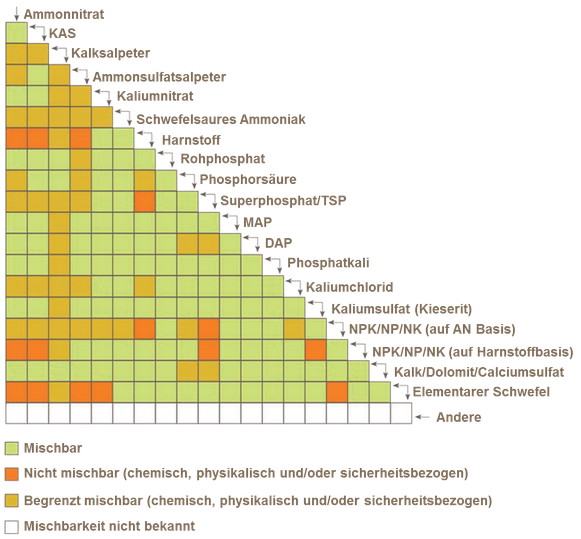 Ammonnitrat
KAS
Kalksalpeter
Ammonsulfatsalpeter
Kaliumnitrat
Schwefelsaures Ammoniak
Harnstoff
Rohphosphat
Phosphorsäure
Superphosphat/TSP
MAP
DAP
Phosphatkali
Kaliumchlorid
Kaliumsulfat (Kieserit)
NPK/NP/NK (auf AN Basis)
NPK/NP/NK (auf Harnstoffbasis)
Kalk/Dolomit/Calciumsulfat
Elementarer Schwefel
Andere
Mischbar
Nicht mischbar (chemisch, physikalisch und/oder sicherheitsbezogen)
Begrenzt mischbar (chemisch, physikalisch und/oder sicherheitsbezogen)
Mischbarkeit nicht bekannt